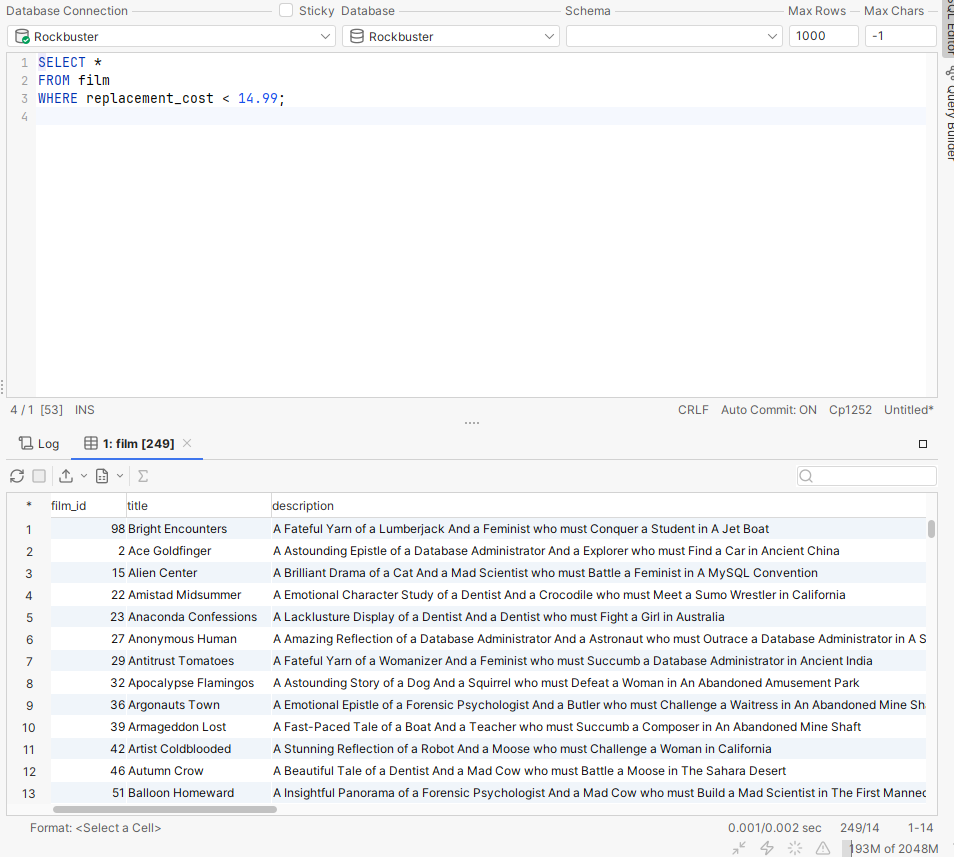 Database Connection Sticky Database Schema Max Rows Max Chars
Rockbuster Rockbuster 1000 -1
SQL Editor
Query Builder
1 SELECT *
2 FROM film
3 WHERE replacement_cost < 14.99;
4
4 / 1 [53] INS CRLF Auto Commit: ON Cp1252 Untitled*
Log 1: film [249]
* film_id title description
1 98 Bright Encounters A Fateful Yarn of a Lumberjack And a Feminist who must Conquer a Student in A Jet Boat
2 2 Ace Goldfinger A Astounding Epistle of a Database Administrator And a Explorer who must Find a Car in Ancient China
3 15 Alien Center A Brilliant Drama of a Cat And a Mad Scientist who must Battle a Feminist in A MySQL Convention
4 22 Amistad Midsummer A Emotional Character Study of a Dentist And a Crocodile who must Meet a Sumo Wrestler in California
5 23 Anaconda Confessions A Lacklusture Display of a Dentist And a Dentist who must Fight a Girl in Australia
6 27 Anonymous Human A Amazing Reflection of a Database Administrator And a Astronaut who must Outrace a Database Administrator in A S
7 29 Antitrust Tomatoes A Fateful Yarn of a Womanizer And a Feminist who must Succumb a Database Administrator in Ancient India
8 32 Apocalypse Flamingos A Astounding Story of a Dog And a Squirrel who must Defeat a Woman in An Abandoned Amusement Park
9 36 Argonauts Town A Emotional Epistle of a Forensic Psychologist And a Butler who must Challenge a Waitress in An Abandoned Mine Sh
10 39 Armageddon Lost A Fast-Paced Tale of a Boat And a Teacher who must Succumb a Composer in An Abandoned Mine Shaft
11 42 Artist Coldblooded A Stunning Reflection of a Robot And a Moose who must Challenge a Woman in California
12 46 Autumn Crow A Beautiful Tale of a Dentist And a Mad Cow who must Battle a Moose in The Sahara Desert
13 51 Balloon Homeward A Insightful Panorama of a Forensic Psychologist And a Mad Cow who must Build a Mad Scientist in The First Manned
Format: <Select a Cell> 0.001/0.002 sec 249/14 1-14
193M of 2048M